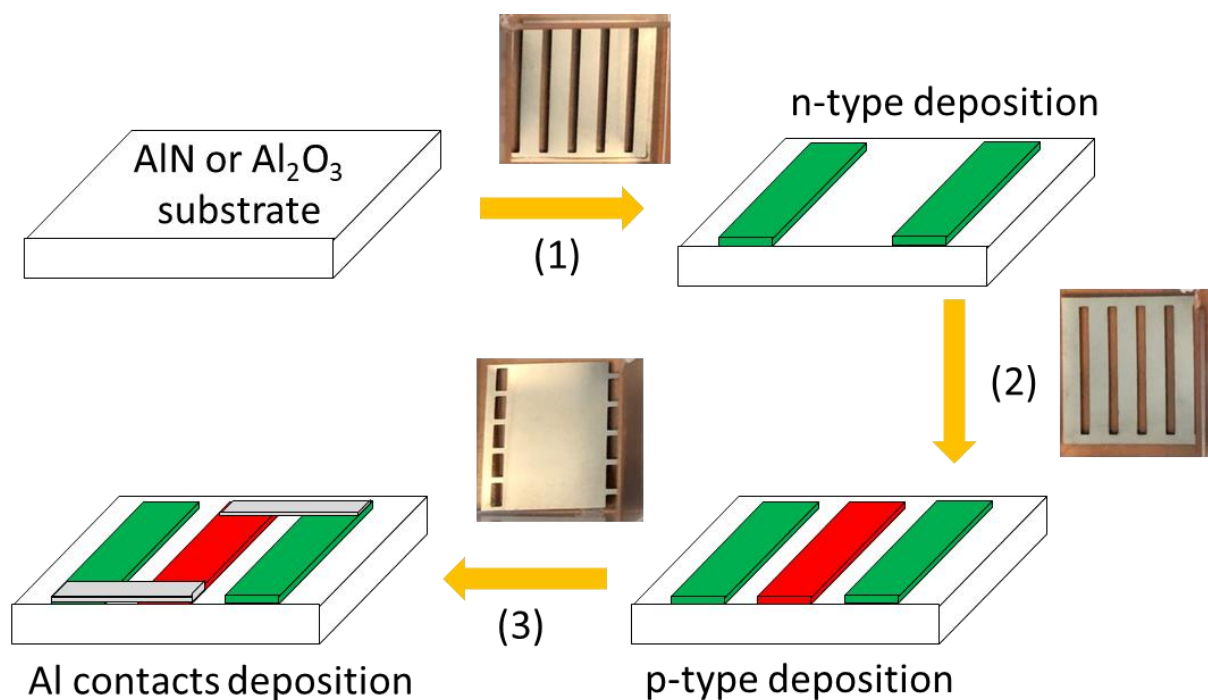 AlN or Al₂O₃
substrate
(1)
n-type deposition
(2)
p-type deposition
(3)
Al contacts deposition